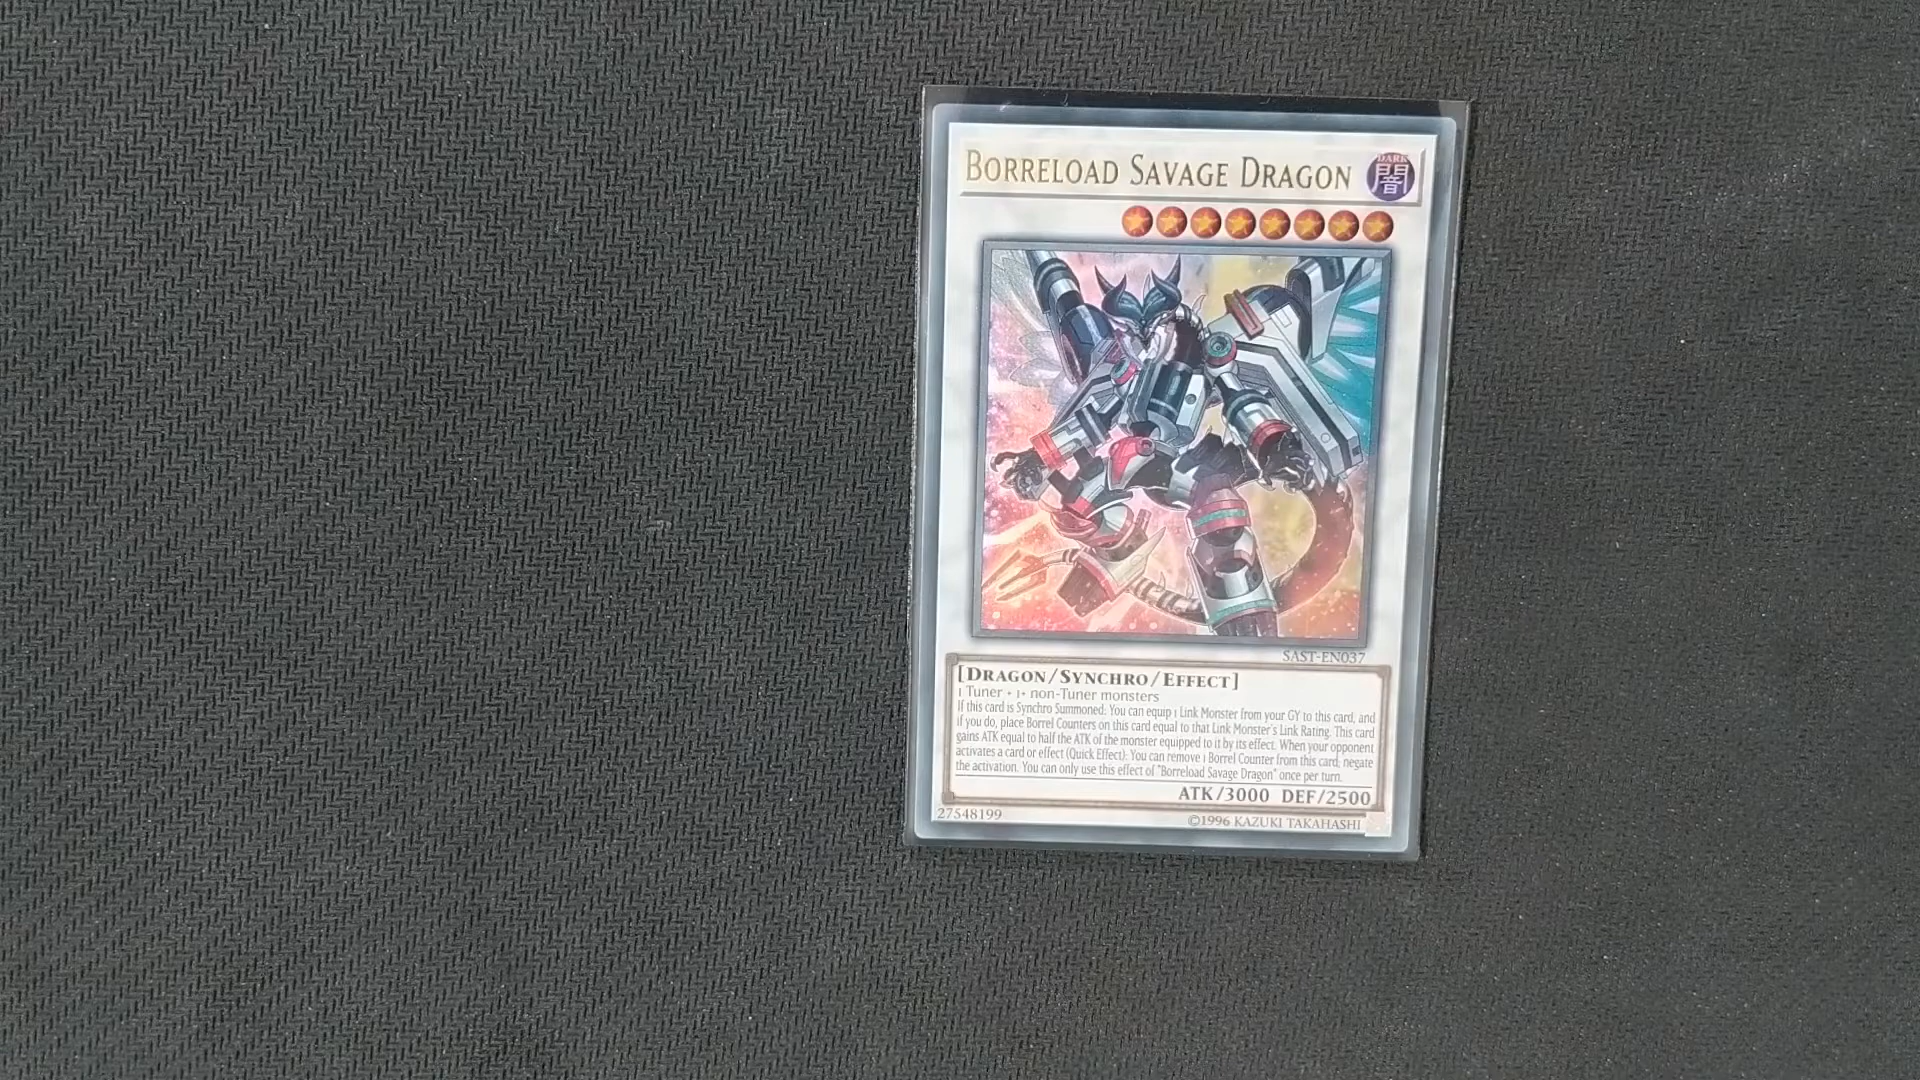 BORRELOAD SAVAGE DRAGON
DARK
闇
SAST-EN037
[DRAGON/SYNCHRO/EFFECT]
1 Tuner + 1+ non-Tuner monsters
If this card is Synchro Summoned: You can equip 1 Link Monster from your GY to this card, and
if you do, place Borrel Counters on this card equal to that Link Monster's Link Rating. This card
gains ATK equal to half the ATK of the monster equipped to it by its effect. When your opponent
activates a card or effect (Quick Effect): You can remove 1 Borrel Counter from this card; negate
the activation. You can only use this effect of "Borreload Savage Dragon" once per turn.
ATK/3000 DEF/2500
27548199
©1996 KAZUKI TAKAHASHI